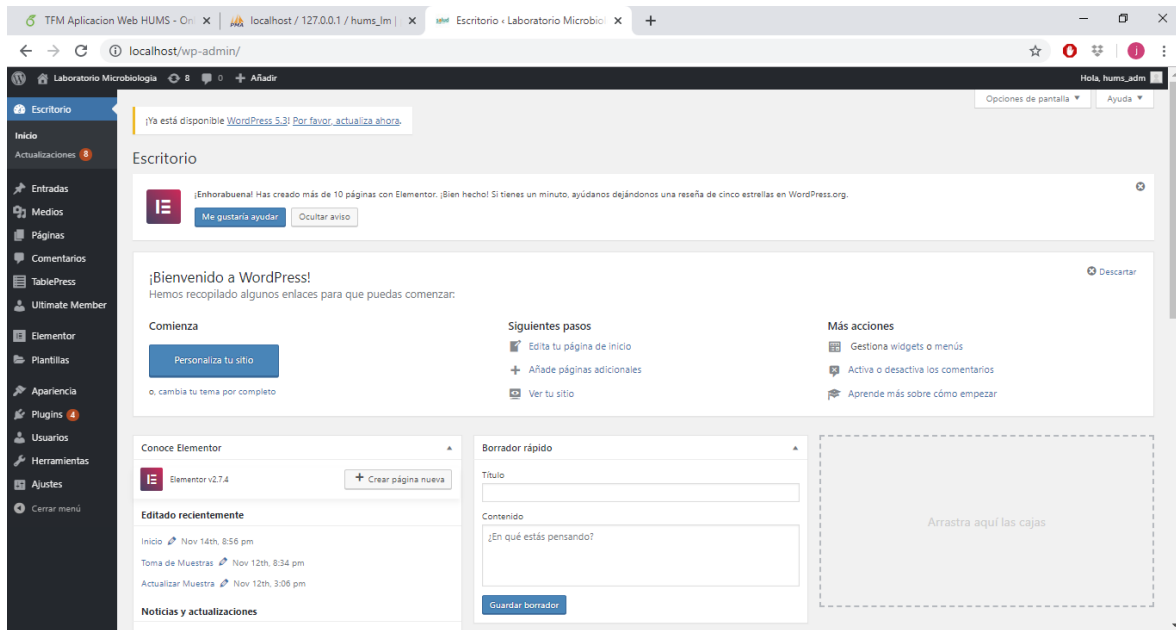 TFM Aplicacion Web HUMS - On
localhost / 127.0.0.1 / hums_lm |
Escritorio ‹ Laboratorio Microbiol
localhost/wp-admin/
Laboratorio Microbiologia 8 0 + Añadir
Hola, hums_adm
Opciones de pantalla
Ayuda
Escritorio
Inicio
Actualizaciones 8
Entradas
Medios
Páginas
Comentarios
TablePress
Ultimate Member
Elementor
Plantillas
Apariencia
Plugins 4
Usuarios
Herramientas
Ajustes
Cerrar menú
¡Ya está disponible WordPress 5.3! Por favor, actualiza ahora.
Escritorio
¡Enhorabuena! Has creado más de 10 páginas con Elementor. ¡Bien hecho! Si tienes un minuto, ayúdanos dejándonos una reseña de cinco estrellas en WordPress.org.
Me gustaría ayudar
Ocultar aviso
¡Bienvenido a WordPress!
Descartar
Hemos recopilado algunos enlaces para que puedas comenzar:
Comienza
Personaliza tu sitio
o, cambia tu tema por completo
Siguientes pasos
Edita tu página de inicio
Añade páginas adicionales
Ver tu sitio
Más acciones
Gestiona widgets o menús
Activa o desactiva los comentarios
Aprende más sobre cómo empezar
Conoce Elementor
Elementor v2.7.4
+ Crear página nueva
Editado recientemente
Inicio Nov 14th, 8:56 pm
Toma de Muestras Nov 12th, 8:34 pm
Actualizar Muestra Nov 12th, 3:06 pm
Noticias y actualizaciones
Borrador rápido
Título
Contenido
¿En qué estás pensando?
Guardar borrador
Arrastra aquí las cajas